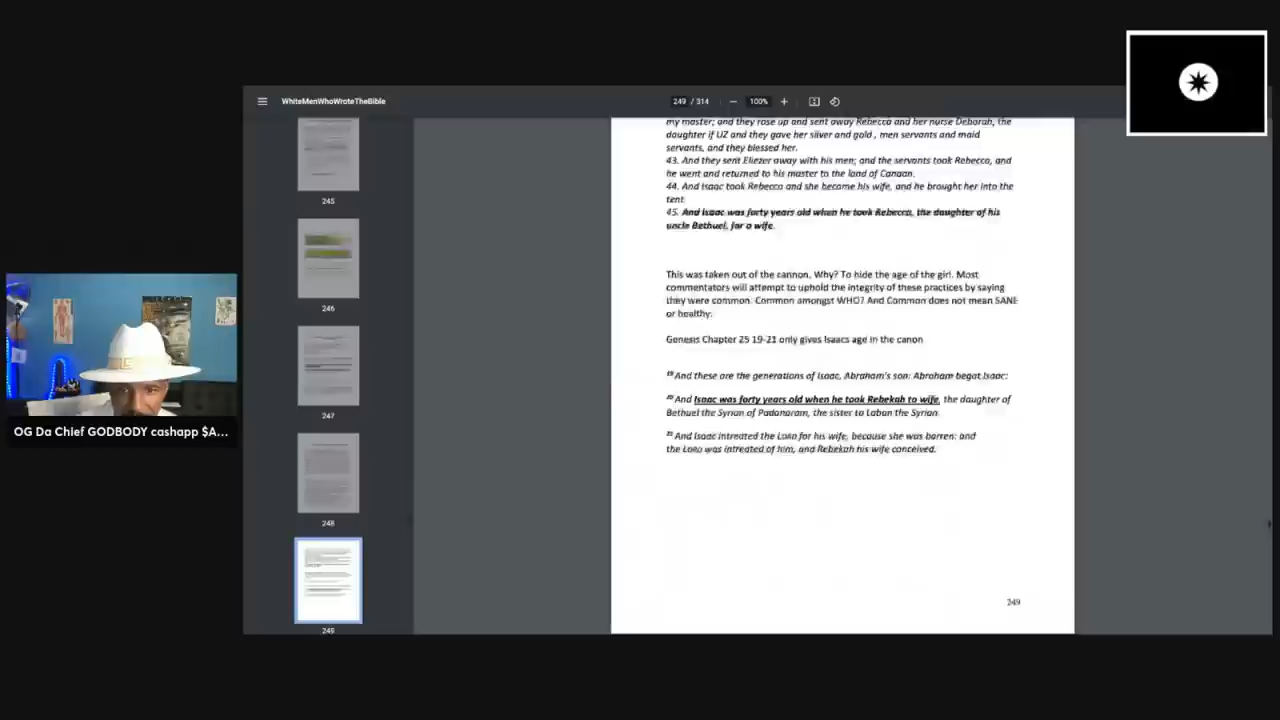 WhiteMenWhoWroteTheBible
249 / 314
100%
my master; and they rose up and sent away Rebecca and her nurse Deborah, the
daughter if UZ and they gave her silver and gold , men servants and maid
servants, and they blessed her.
43. And they sent Eliezer away with his men; and the servants took Rebecca, and
he went and returned to his master to the land of Canaan.
44. And Isaac took Rebecca and she became his wife, and he brought her into the
tent.
45. And Isaac was forty years old when he took Rebecca, the daughter of his
uncle Bethuel, for a wife.
This was taken out of the cannon. Why? To hide the age of the girl. Most
commentators will attempt to uphold the integrity of these practices by saying
they were common. Common amongst WHO? And Common does not mean SANE
or healthy.
Genesis Chapter 25 19-21 only gives Isaacs age in the canon
19 And these are the generations of Isaac, Abraham's son: Abraham begat Isaac:
20 And Isaac was forty years old when he took Rebekah to wife, the daughter of
Bethuel the Syrian of Padanaram, the sister to Laban the Syrian.
21 And Isaac intreated the LORD for his wife, because she was barren: and
the LORD was intreated of him, and Rebekah his wife conceived.
249
245
246
247
248
249
OG Da Chief GODBODY cashapp $A...